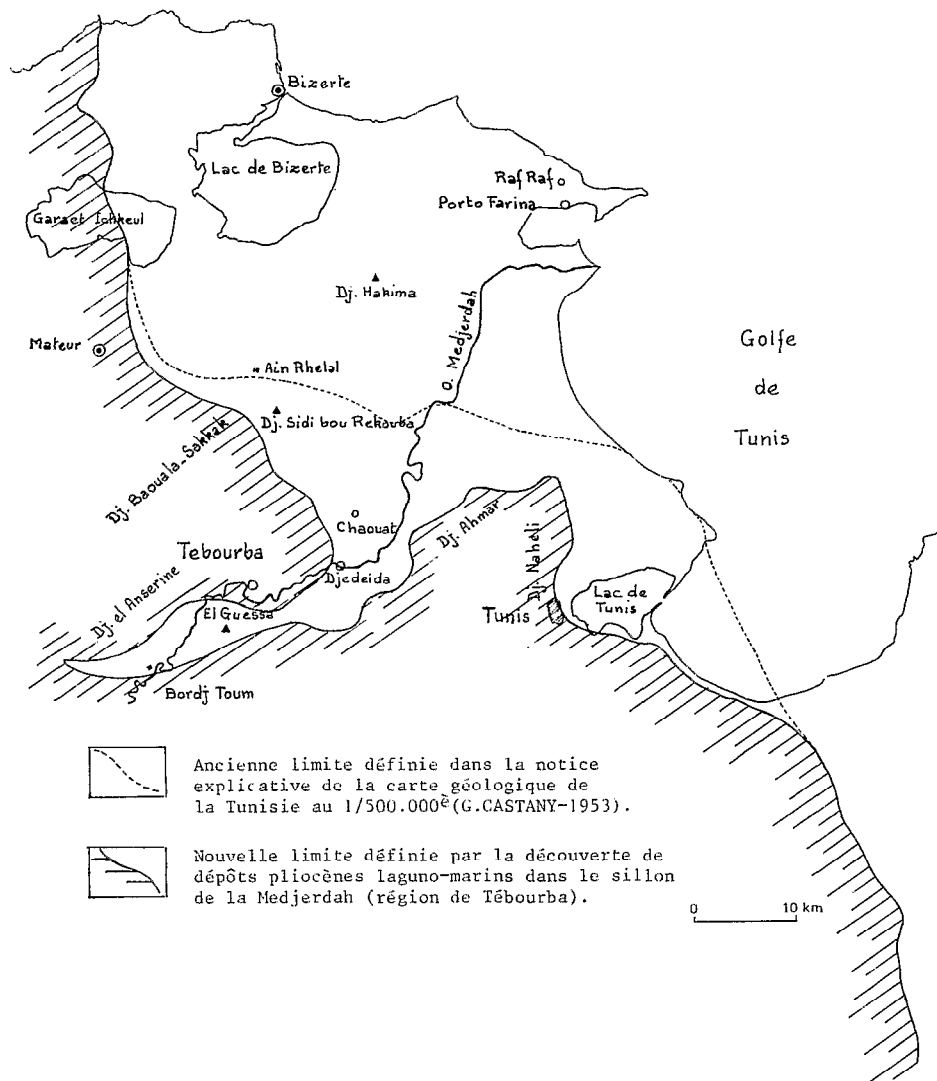 Bizerte
Lac de Bizerte
Raf Raf
Porto Farina
Garaet Ichkeul
Dj. Hakima
O. Medjerdah
Mateur
Golfe
de
Tunis
Ain Rhelal
Dj. Sidi bou Rekouba
Dj. Baouala-Sakkak
Chaouat
Dj. Ahmar
Tebourba
Djedeida
Dj. Naheli
Dj. el Anserine
El Guessa
Tunis
Lac de
Tunis
Bordj Toum
Ancienne limite définie dans la notice
explicative de la carte géologique de
la Tunisie au 1/500.000è(G.CASTANY-1953).
Nouvelle limite définie par la découverte de
dépôts pliocènes laguno-marins dans le sillon
de la Medjerdah (région de Tébourba).
0 10 km